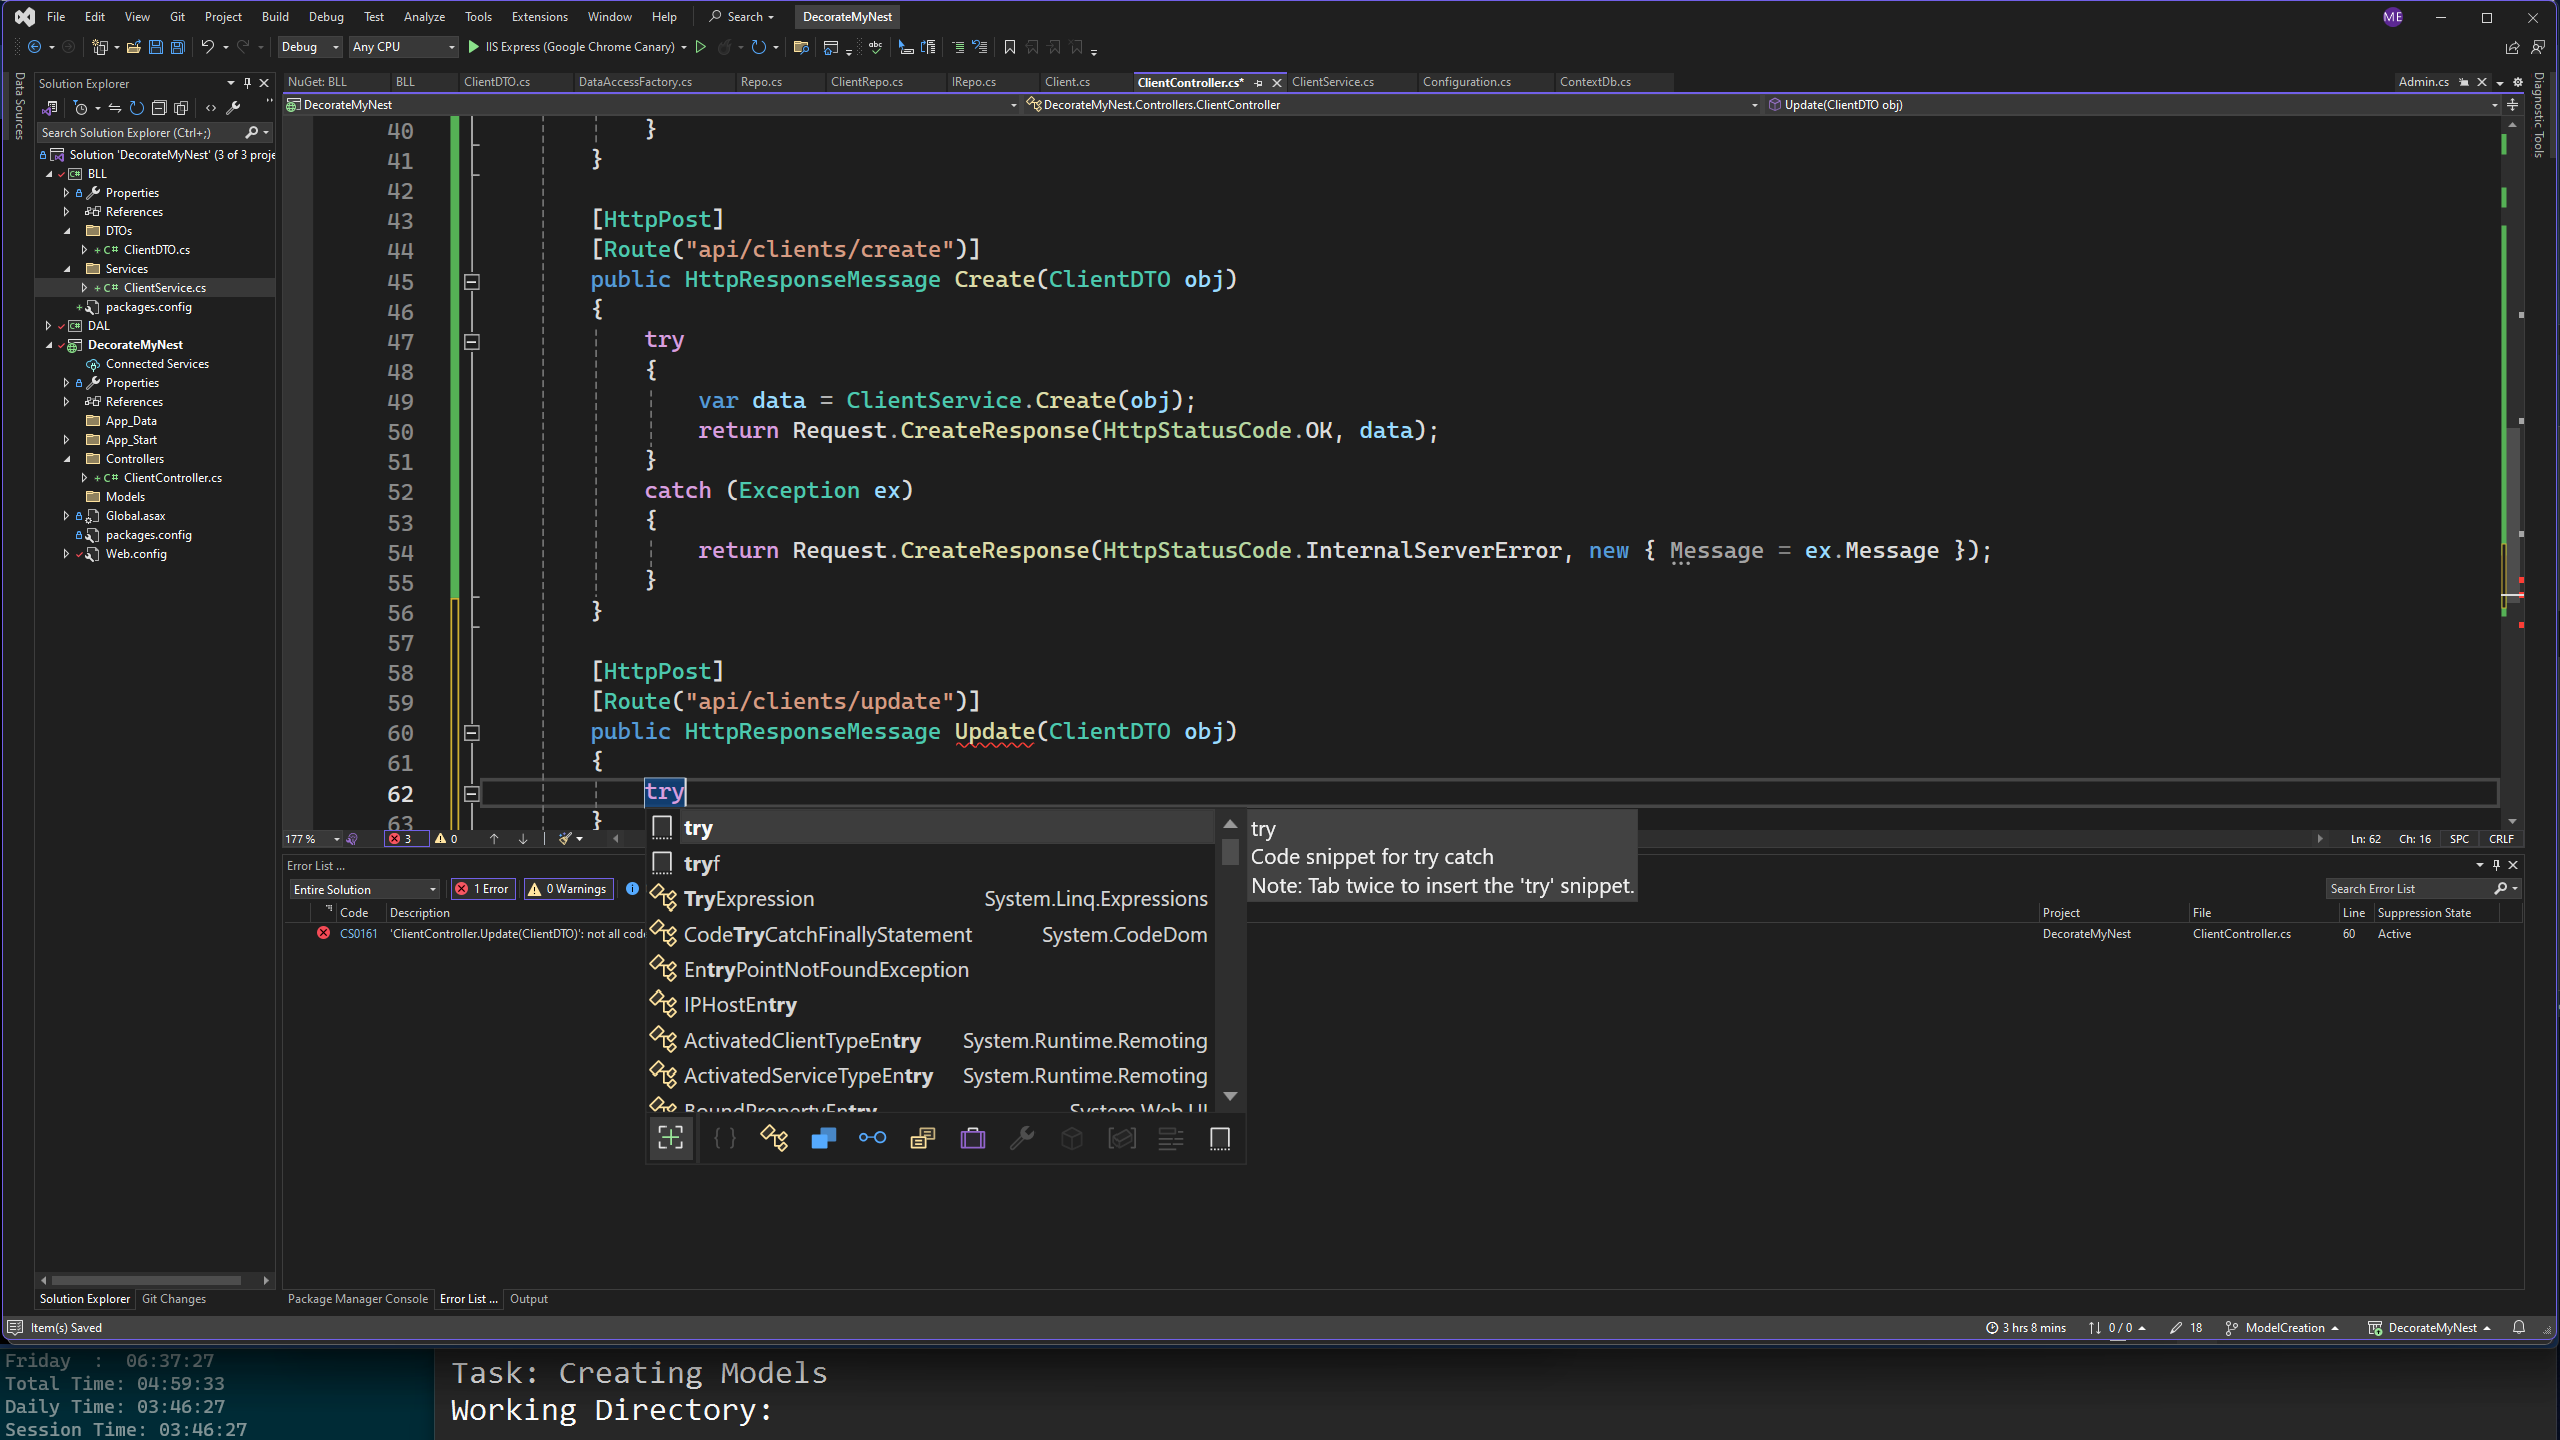 File Edit View Git Project Build Debug Test Analyze Tools Extensions Window Help Search DecorateMyNest ME
Debug Any CPU IIS Express (Google Chrome Canary)
Data Sources
Solution Explorer
Search Solution Explorer (Ctrl+;)
Solution 'DecorateMyNest' (3 of 3 proje
BLL
Properties
References
DTOs
ClientDTO.cs
Services
ClientService.cs
packages.config
DAL
DecorateMyNest
Connected Services
Properties
References
App_Data
App_Start
Controllers
ClientController.cs
Models
Global.asax
packages.config
Web.config
Solution Explorer Git Changes
NuGet: BLL BLL ClientDTO.cs DataAccessFactory.cs Repo.cs ClientRepo.cs IRepo.cs Client.cs ClientController.cs* ClientService.cs Configuration.cs ContextDb.cs Admin.cs
DecorateMyNest DecorateMyNest.Controllers.ClientController Update(ClientDTO obj)
Diagnostic Tools
40 }
41 }
42
43 [HttpPost]
44 [Route("api/clients/create")]
45 public HttpResponseMessage Create(ClientDTO obj)
46 {
47 try
48 {
49 var data = ClientService.Create(obj);
50 return Request.CreateResponse(HttpStatusCode.OK, data);
51 }
52 catch (Exception ex)
53 {
54 return Request.CreateResponse(HttpStatusCode.InternalServerError, new { Message = ex.Message });
55 }
56 }
57
58 [HttpPost]
59 [Route("api/clients/update")]
60 public HttpResponseMessage Update(ClientDTO obj)
61 {
62 try
63 }
try
tryf
TryExpression System.Linq.Expressions
CodeTryCatchFinallyStatement System.CodeDom
EntryPointNotFoundException
IPHostEntry
ActivatedClientTypeEntry System.Runtime.Remoting
ActivatedServiceTypeEntry System.Runtime.Remoting
BoundPropertyEntry System.Web.UI
try
Code snippet for try catch
Note: Tab twice to insert the 'try' snippet.
177 % 3 0 Ln: 62 Ch: 16 SPC CRLF
Error List ...
Entire Solution 1 Error 0 Warnings Search Error List
Code Description Project File Line Suppression State
CS0161 'ClientController.Update(ClientDTO)': not all cod DecorateMyNest ClientController.cs 60 Active
Package Manager Console Error List ... Output
Item(s) Saved 3 hrs 8 mins 0 / 0 18 ModelCreation DecorateMyNest
Friday : 06:37:27
Total Time: 04:59:33
Daily Time: 03:46:27
Session Time: 03:46:27
Task: Creating Models
Working Directory: